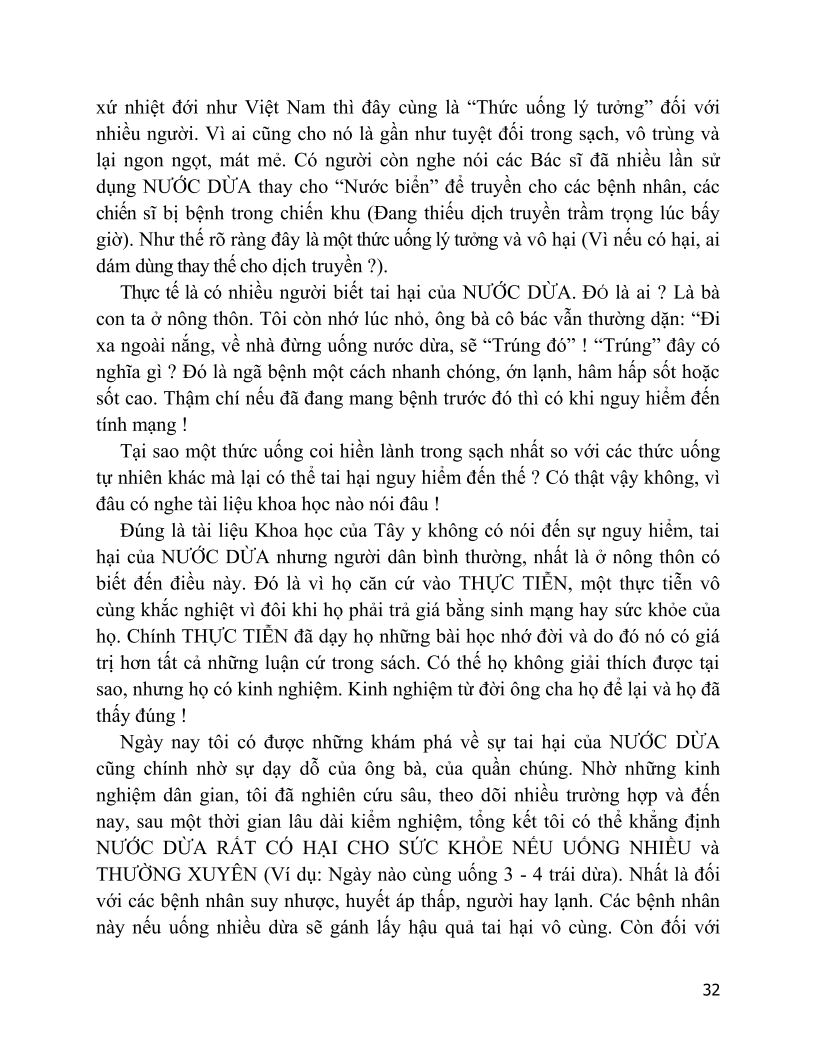 xứ nhiệt đới như Việt Nam thì đây cùng là “Thức uống lý tưởng” đối với
nhiều người. Vì ai cũng cho nó là gần như tuyệt đối trong sạch, vô trùng và
lại ngon ngọt, mát mẻ. Có người còn nghe nói các Bác sĩ đã nhiều lần sử
dụng NƯỚC DỪA thay cho “Nước biển” để truyền cho các bệnh nhân, các
chiến sĩ bị bệnh trong chiến khu (Đang thiếu dịch truyền trầm trọng lúc bấy
giờ). Như thế rõ ràng đây là một thức uống lý tưởng và vô hại (Vì nếu có hại, ai
dám dùng thay thế cho dịch truyền ?).
Thực tế là có nhiều người biết tai hại của NƯỚC DỪA. ĐÓ là ai ? Là bà
con ta ở nông thôn. Tôi còn nhớ lúc nhỏ, ông bà cô bác vẫn thường dặn: “Đi
xa ngoài nắng, về nhà đừng uống nước dừa, sẽ “Trúng đó” ! “Trúng” đây có
nghĩa gì ? Đó là ngã bệnh một cách nhanh chóng, ớn lạnh, hâm hấp sốt hoặc
sốt cao. Thậm chí nếu đã đang mang bệnh trước đó thì có khi nguy hiểm đến
tính mạng !
Tại sao một thức uống coi hiền lành trong sạch nhất so với các thức uống
tự nhiên khác mà lại có thể tai hại nguy hiểm đến thế ? Có thật vậy không, vì
đâu có nghe tài liệu khoa học nào nói đâu !
Đúng là tài liệu Khoa học của Tây y không có nói đến sự nguy hiểm, tai
hại của NƯỚC DỪA nhưng người dân bình thường, nhất là ở nông thôn có
biết đến điều này. Đó là vì họ căn cứ vào THỰC TIỄN, một thực tiễn vô
cùng khắc nghiệt vì đôi khi họ phải trả giá bằng sinh mạng hay sức khỏe của
họ. Chính THỰC TIỄN đã dạy họ những bài học nhớ đời và do đó nó có giá
trị hơn tất cả những luận cứ trong sách. Có thế họ không giải thích được tại
sao, nhưng họ có kinh nghiệm. Kinh nghiệm từ đời ông cha họ để lại và họ đã
thấy đúng !
Ngày nay tôi có được những khám phá về sự tai hại của NƯỚC DỪA
cũng chính nhờ sự dạy dỗ của ông bà, của quần chúng. Nhờ những kinh
nghiệm dân gian, tôi đã nghiên cứu sâu, theo dõi nhiều trường hợp và đến
nay, sau một thời gian lâu dài kiểm nghiệm, tổng kết tôi có thể khẳng định
NƯỚC DỪA RẤT CÓ HẠI CHO SỨC KHỎE NẾU UỐNG NHIỀU và
THƯỜNG XUYÊN (Ví dụ: Ngày nào cùng uống 3 - 4 trái dừa). Nhất là đối
với các bệnh nhân suy nhược, huyết áp thấp, người hay lạnh. Các bệnh nhân
này nếu uống nhiều dừa sẽ gánh lấy hậu quả tai hại vô cùng. Còn đối với
32